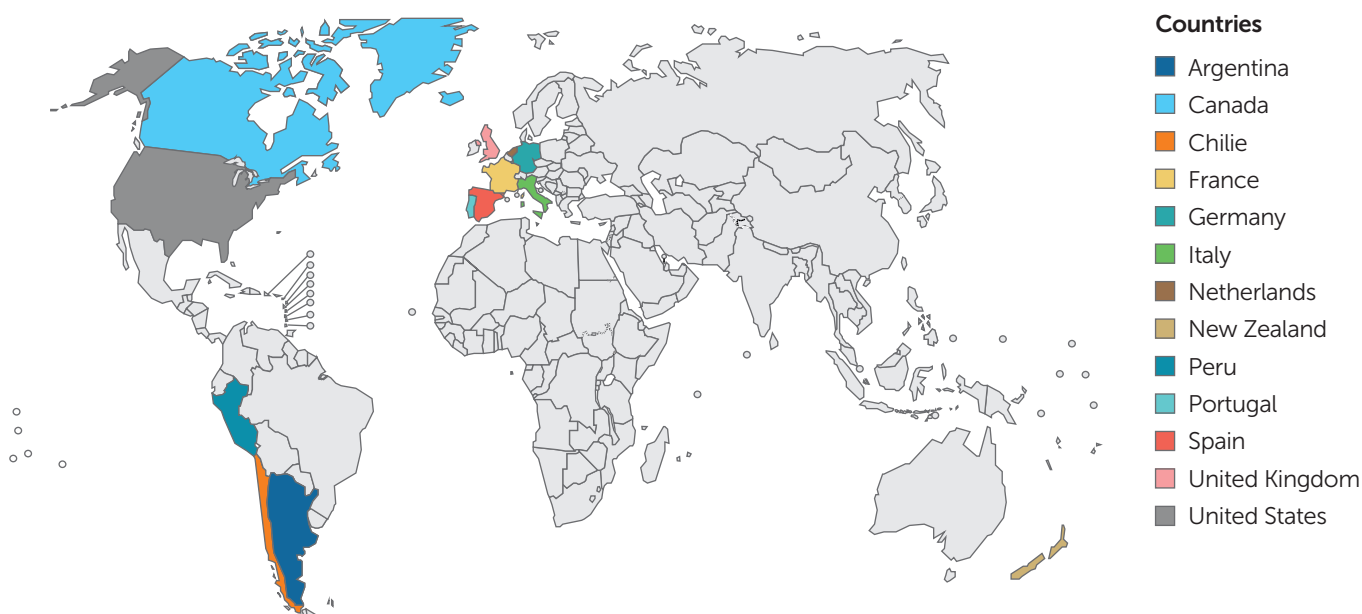 Countries
Argentina
Canada
Chilie
France
Germany
Italy
Netherlands
New Zealand
Peru
Portugal
Spain
United Kingdom
United States